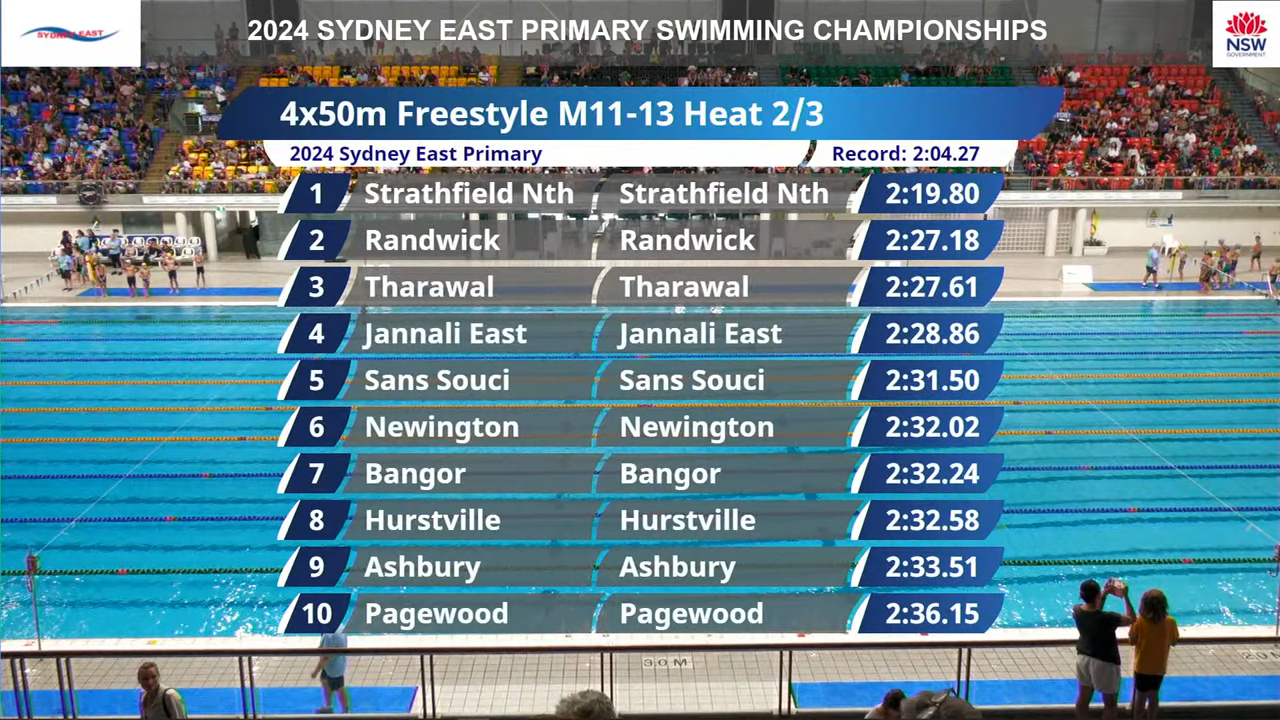 SYDNEY EAST
2024 SYDNEY EAST PRIMARY SWIMMING CHAMPIONSHIPS
NSW
GOVERNMENT
4x50m Freestyle M11-13 Heat 2/3
2024 Sydney East Primary Record: 2:04.27
1 Strathfield Nth Strathfield Nth 2:19.80
2 Randwick Randwick 2:27.18
3 Tharawal Tharawal 2:27.61
4 Jannali East Jannali East 2:28.86
5 Sans Souci Sans Souci 2:31.50
6 Newington Newington 2:32.02
7 Bangor Bangor 2:32.24
8 Hurstville Hurstville 2:32.58
9 Ashbury Ashbury 2:33.51
10 Pagewood Pagewood 2:36.15
3.0 M